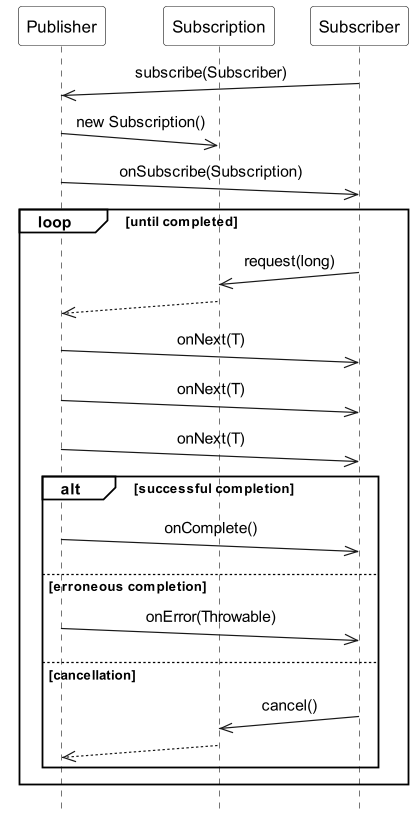 Publisher
Subscription
Subscriber
subscribe(Subscriber)
new Subscription()
onSubscribe(Subscription)
loop
[until completed]
request(long)
onNext(T)
onNext(T)
onNext(T)
alt
[successful completion]
onComplete()
[erroneous completion]
onError(Throwable)
[cancellation]
cancel()